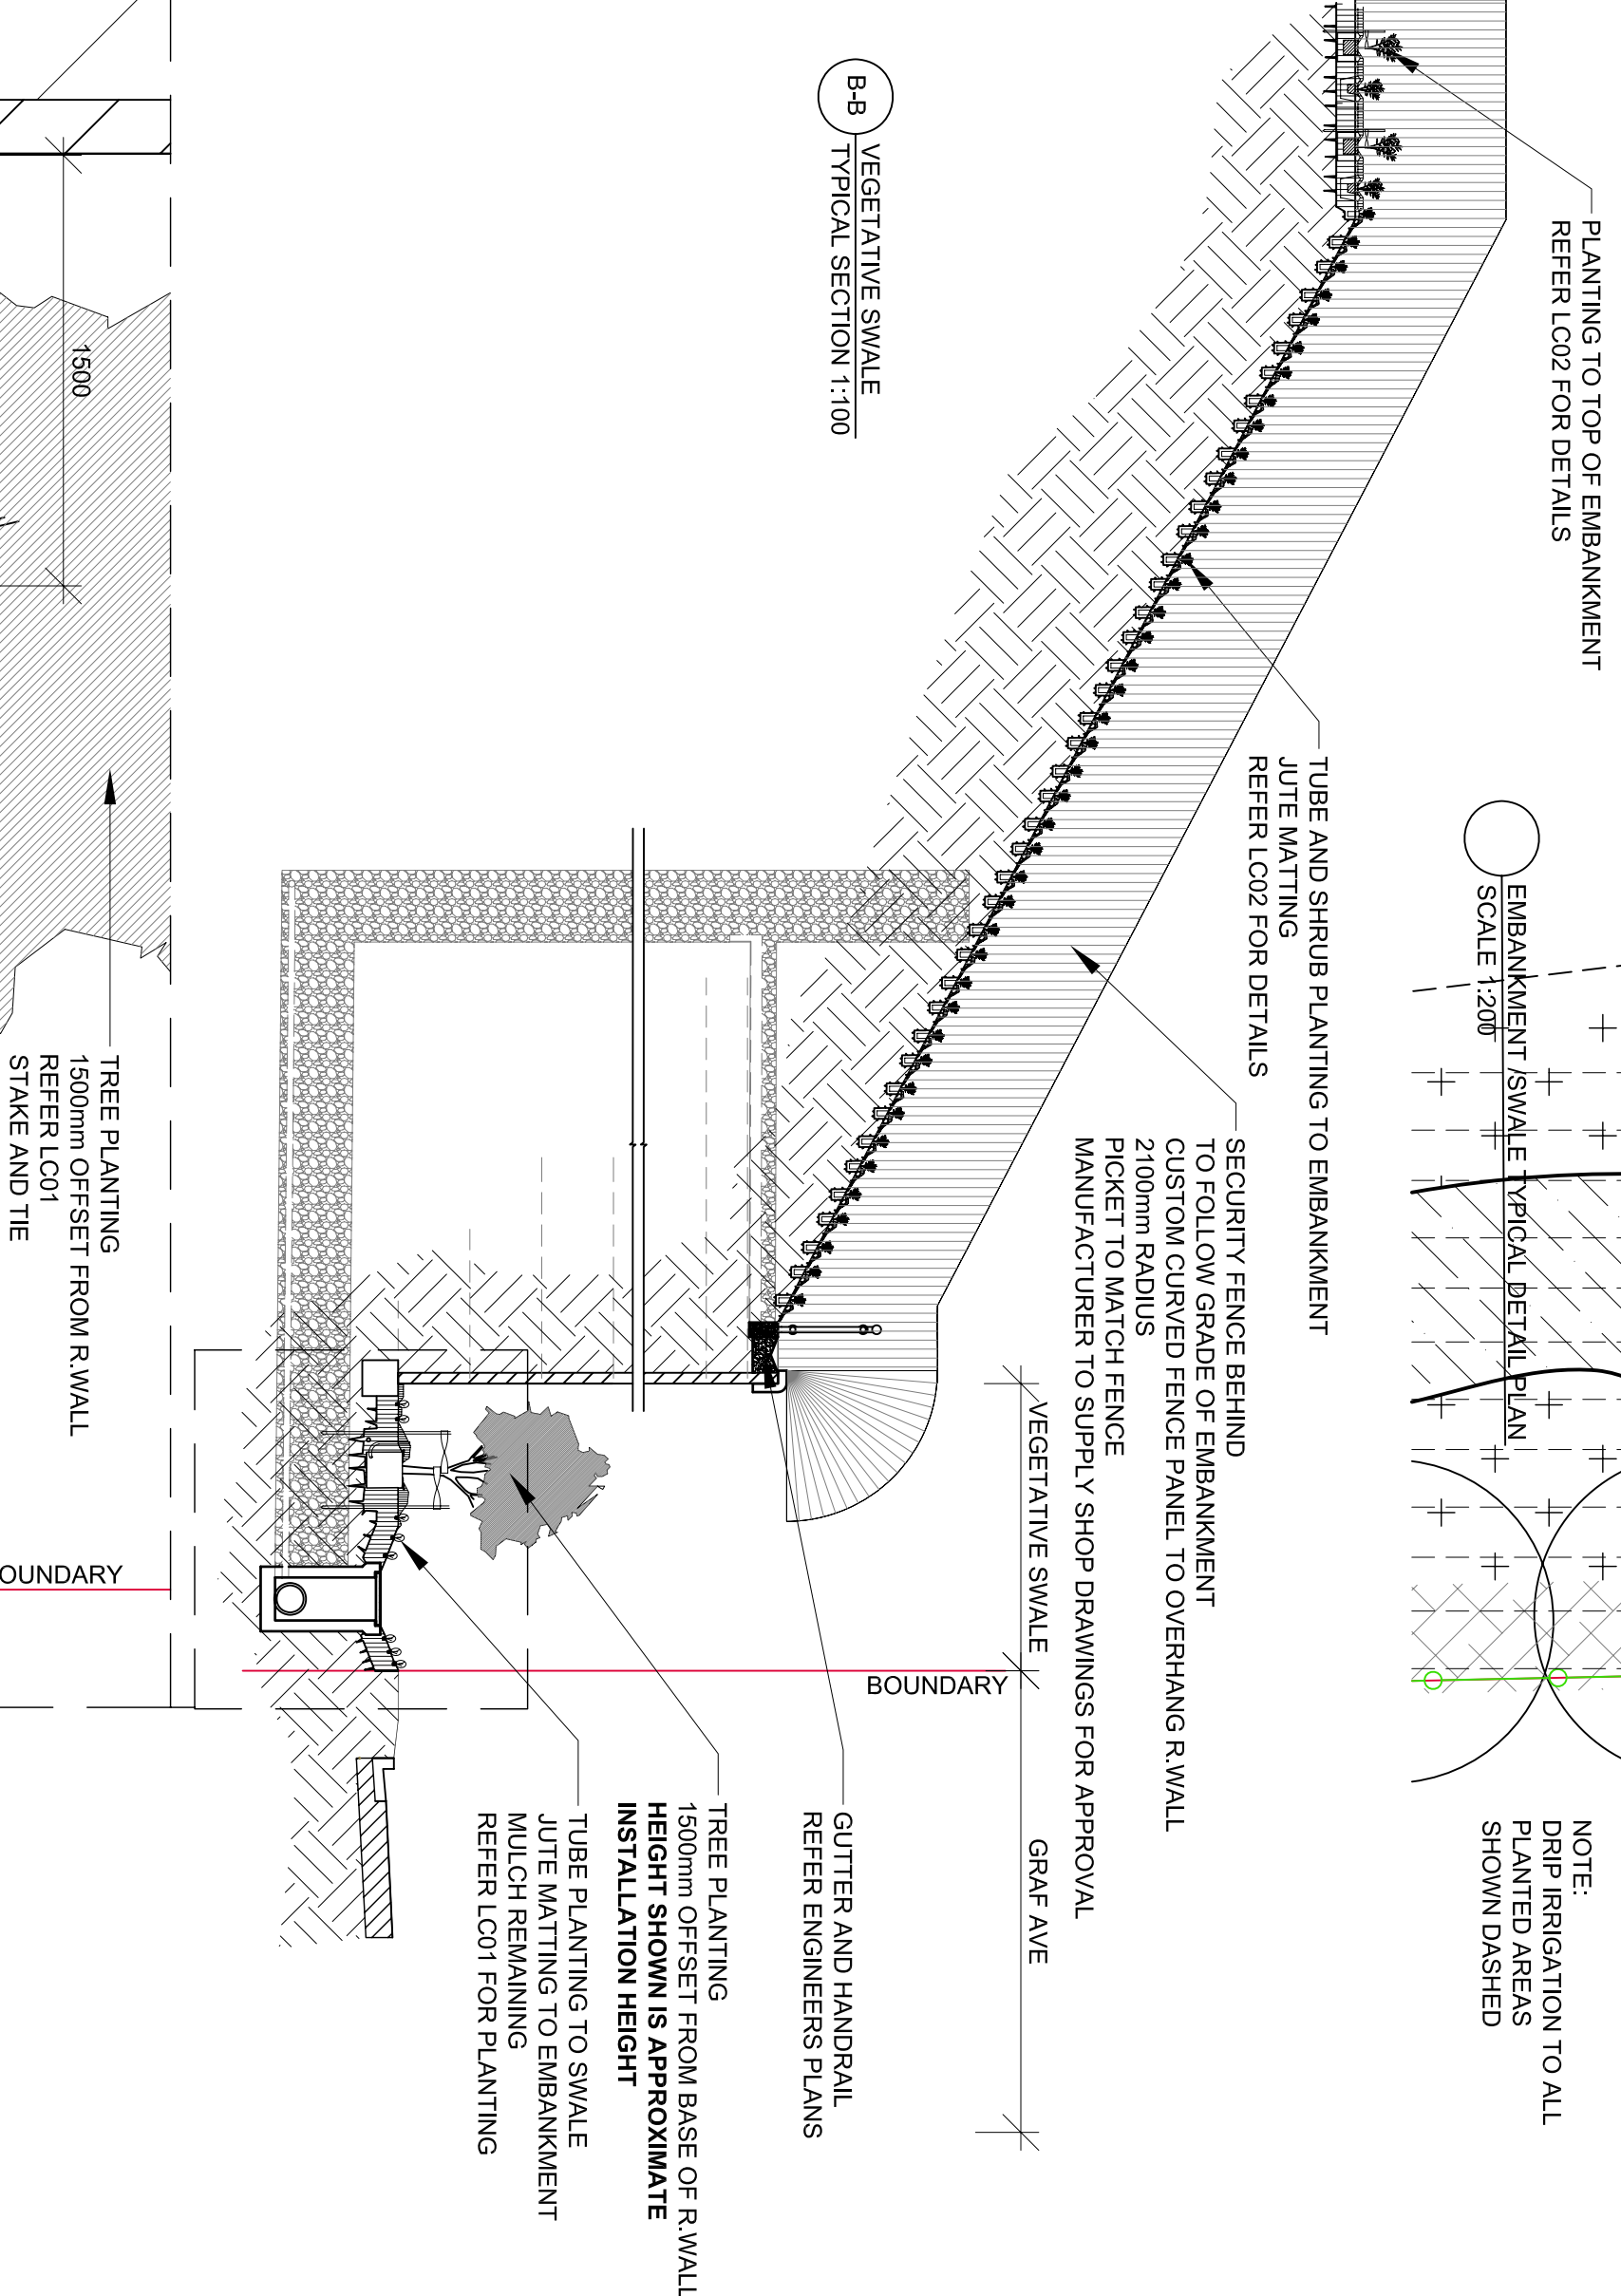 PLANTING TO TOP OF EMBANKMENT
REFER LC02 FOR DETAILS
EMBANKMENT /SWALE TYPICAL DETAIL PLAN
SCALE 1:200
NOTE:
DRIP IRRIGATION TO ALL
PLANTED AREAS
SHOWN DASHED
TUBE AND SHRUB PLANTING TO EMBANKMENT
JUTE MATTING
REFER LC02 FOR DETAILS
SECURITY FENCE BEHIND
TO FOLLOW GRADE OF EMBANKMENT
CUSTOM CURVED FENCE PANEL TO OVERHANG R.WALL
2100mm RADIUS
PICKET TO MATCH FENCE
MANUFACTURER TO SUPPLY SHOP DRAWINGS FOR APPROVAL
VEGETATIVE SWALE
GRAF AVE
BOUNDARY
B-B
VEGETATIVE SWALE
TYPICAL SECTION 1:100
GUTTER AND HANDRAIL
REFER ENGINEERS PLANS
TREE PLANTING
1500mm OFFSET FROM BASE OF R.WALL
HEIGHT SHOWN IS APPROXIMATE
INSTALLATION HEIGHT
TUBE PLANTING TO SWALE
JUTE MATTING TO EMBANKMENT
MULCH REMAINING
REFER LC01 FOR PLANTING
1500
TREE PLANTING
1500mm OFFSET FROM R.WALL
REFER LC01
STAKE AND TIE
OUNDARY